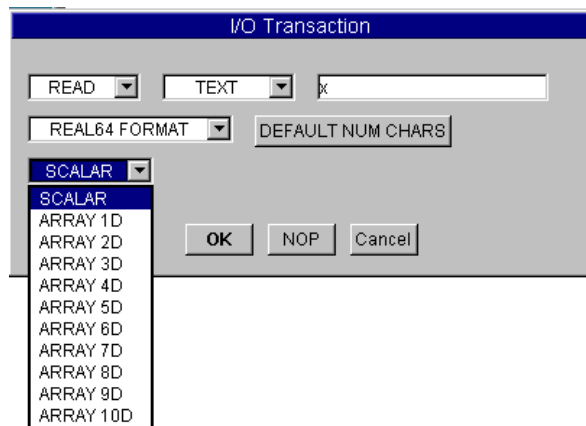 I/O Transaction
READ TEXT x
REAL64 FORMAT DEFAULT NUM CHARS
SCALAR
SCALAR
ARRAY 1D
ARRAY 2D
ARRAY 3D
ARRAY 4D
ARRAY 5D
ARRAY 6D
ARRAY 7D
ARRAY 8D
ARRAY 9D
ARRAY 10D
OK NOP Cancel